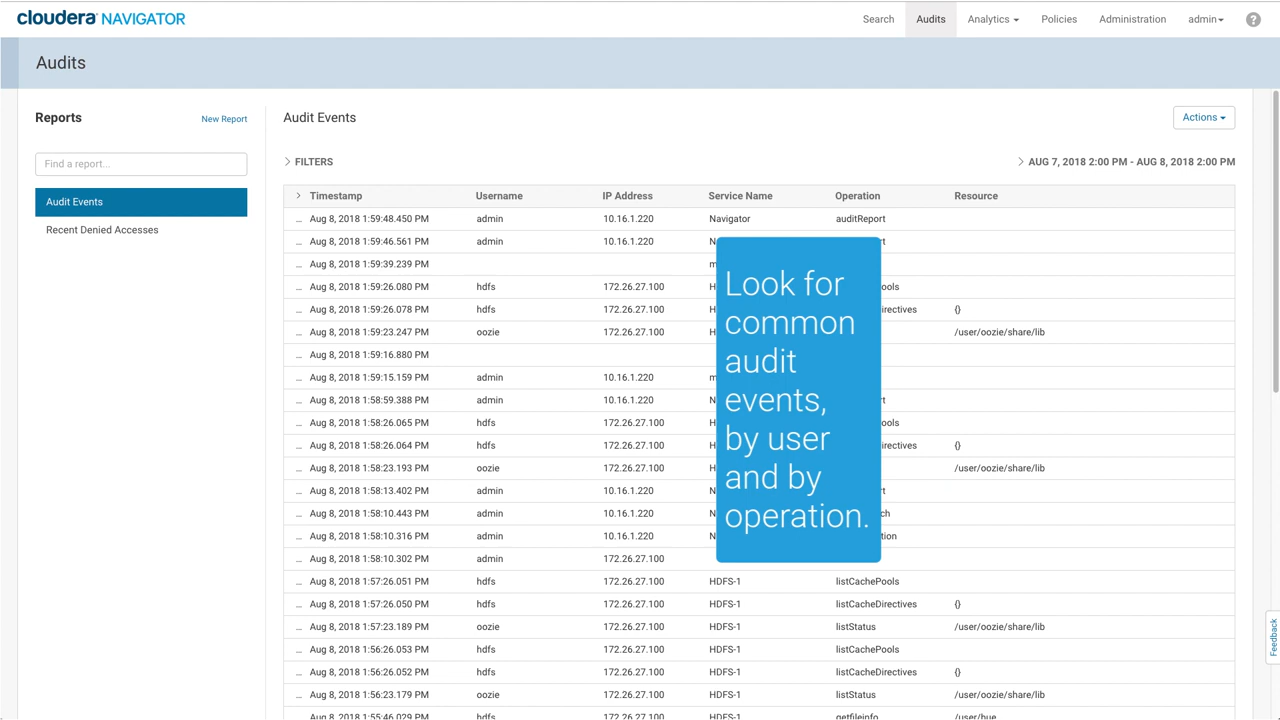 cloudera NAVIGATOR Search Audits Analytics Policies Administration admin ?
Audits
Reports New Report
Find a report...
Audit Events
Recent Denied Accesses
Audit Events Actions
FILTERS AUG 7, 2018 2:00 PM - AUG 8, 2018 2:00 PM
Timestamp Username IP Address Service Name Operation Resource
... Aug 8, 2018 1:59:48.450 PM admin 10.16.1.220 Navigator auditReport
... Aug 8, 2018 1:59:46.561 PM admin 10.16.1.220
... Aug 8, 2018 1:59:39.239 PM
... Aug 8, 2018 1:59:26.080 PM hdfs 172.26.27.100
... Aug 8, 2018 1:59:26.078 PM hdfs 172.26.27.100 {}
... Aug 8, 2018 1:59:23.247 PM oozie 172.26.27.100 /user/oozie/share/lib
... Aug 8, 2018 1:59:16.880 PM
... Aug 8, 2018 1:59:15.159 PM admin 10.16.1.220
... Aug 8, 2018 1:58:59.388 PM admin 10.16.1.220
... Aug 8, 2018 1:58:26.065 PM hdfs 172.26.27.100
... Aug 8, 2018 1:58:26.064 PM hdfs 172.26.27.100 {}
... Aug 8, 2018 1:58:23.193 PM oozie 172.26.27.100 /user/oozie/share/lib
... Aug 8, 2018 1:58:13.402 PM admin 10.16.1.220
... Aug 8, 2018 1:58:10.443 PM admin 10.16.1.220
... Aug 8, 2018 1:58:10.316 PM admin 10.16.1.220
... Aug 8, 2018 1:58:10.302 PM admin 172.26.27.100
... Aug 8, 2018 1:57:26.051 PM hdfs 172.26.27.100 HDFS-1 listCachePools
... Aug 8, 2018 1:57:26.050 PM hdfs 172.26.27.100 HDFS-1 listCacheDirectives {}
... Aug 8, 2018 1:57:23.189 PM oozie 172.26.27.100 HDFS-1 listStatus /user/oozie/share/lib
... Aug 8, 2018 1:56:26.053 PM hdfs 172.26.27.100 HDFS-1 listCachePools
... Aug 8, 2018 1:56:26.052 PM hdfs 172.26.27.100 HDFS-1 listCacheDirectives {}
... Aug 8, 2018 1:56:23.179 PM oozie 172.26.27.100 HDFS-1 listStatus /user/oozie/share/lib
... Aug 8, 2018 1:55:46.029 PM hdfs 172.26.27.100 HDFS-1 getfileinfo /user/hue
Look for
common
audit
events,
by user
and by
operation.
Feedback